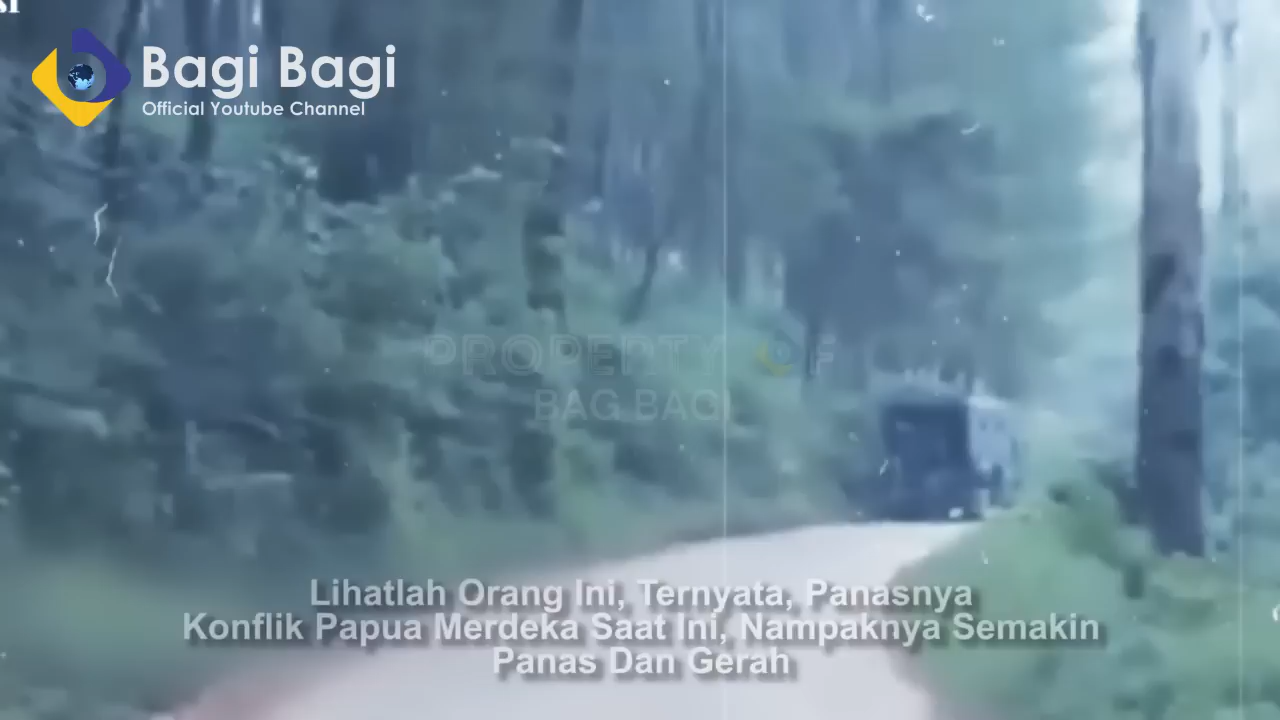 Bagi Bagi
Official Youtube Channel
PROPERTY OF
BAG BAGI
Lihatlah Orang Ini, Ternyata, Panasnya
Konflik Papua Merdeka Saat Ini, Nampaknya Semakin
Panas Dan Gerah